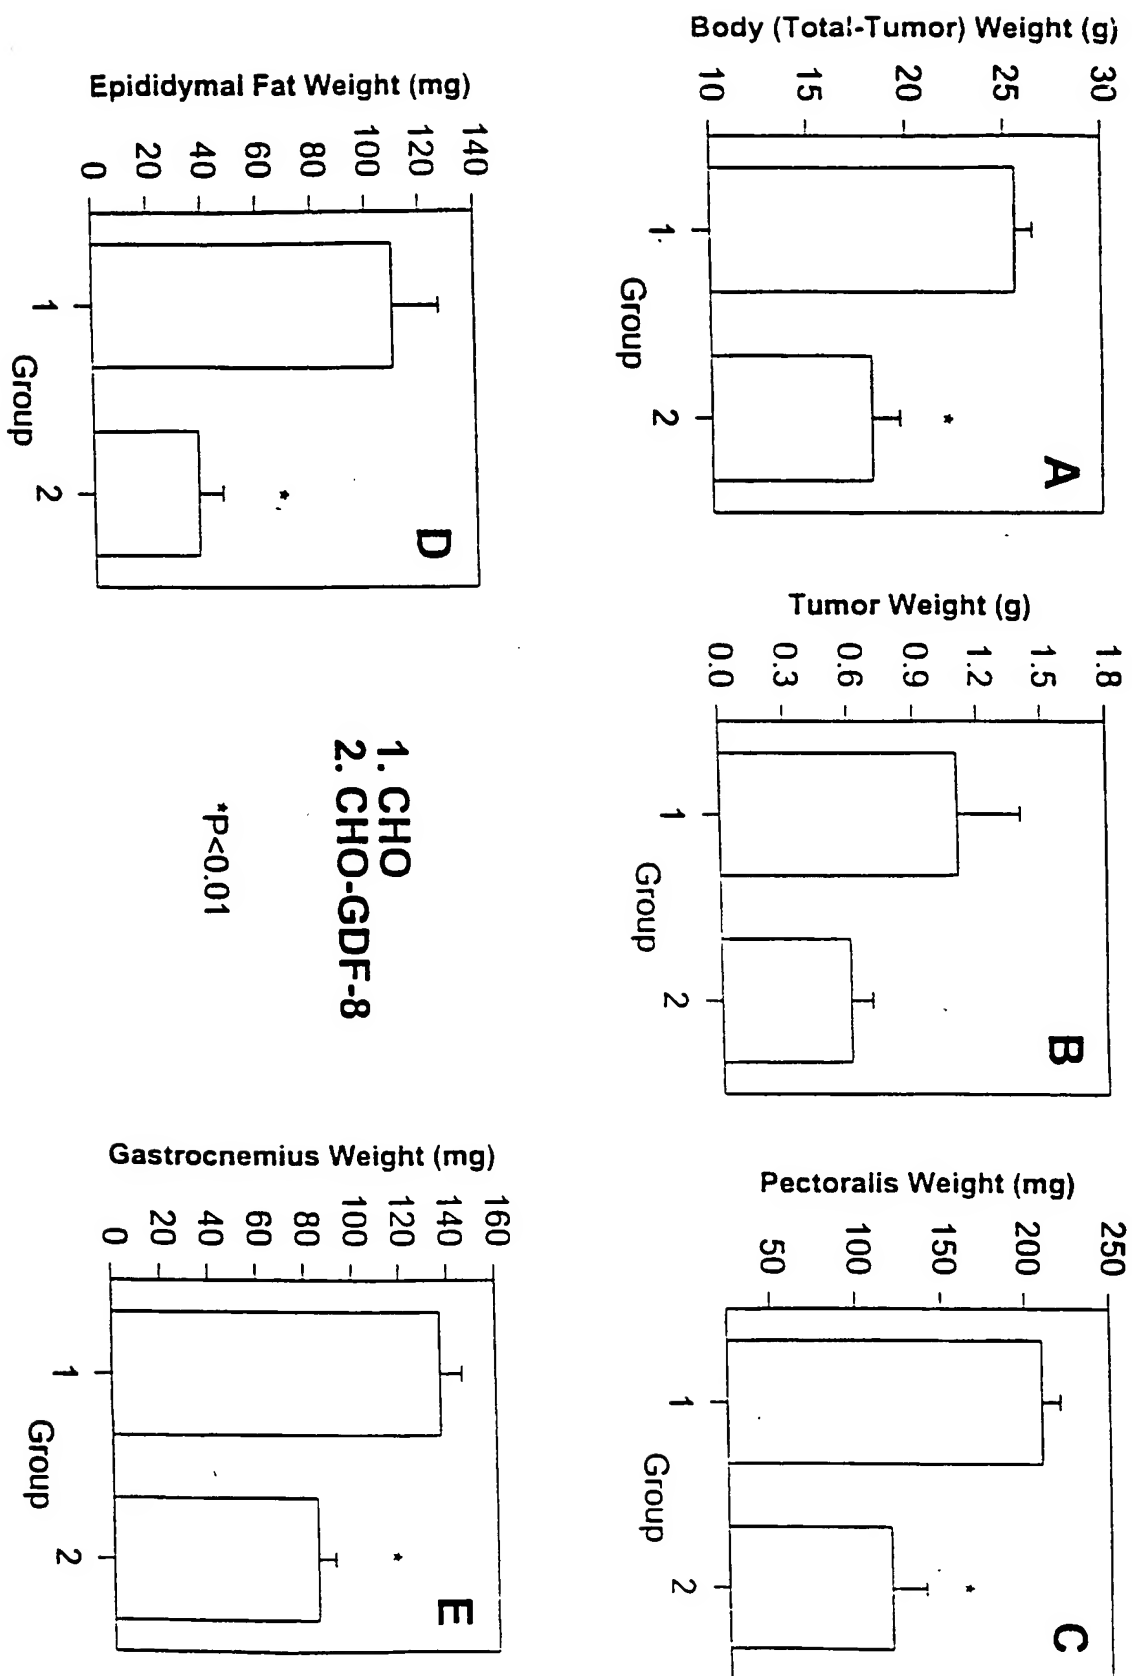 Body (Total-Tumor) Weight (g)
30
25
20
15
10
A
*
1
2
Group
Tumor Weight (g)
1.8
1.5
1.2
0.9
0.6
0.3
0.0
B
1
2
Group
Pectoralis Weight (mg)
250
200
150
100
50
C
*
1
2
Group
Epididymal Fat Weight (mg)
140
120
100
80
60
40
20
0
D
*
1
2
Group
1. CHO
2. CHO-GDF-8
*P<0.01
Gastrocnemius Weight (mg)
160
140
120
100
80
60
40
20
0
E
*
1
2
Group